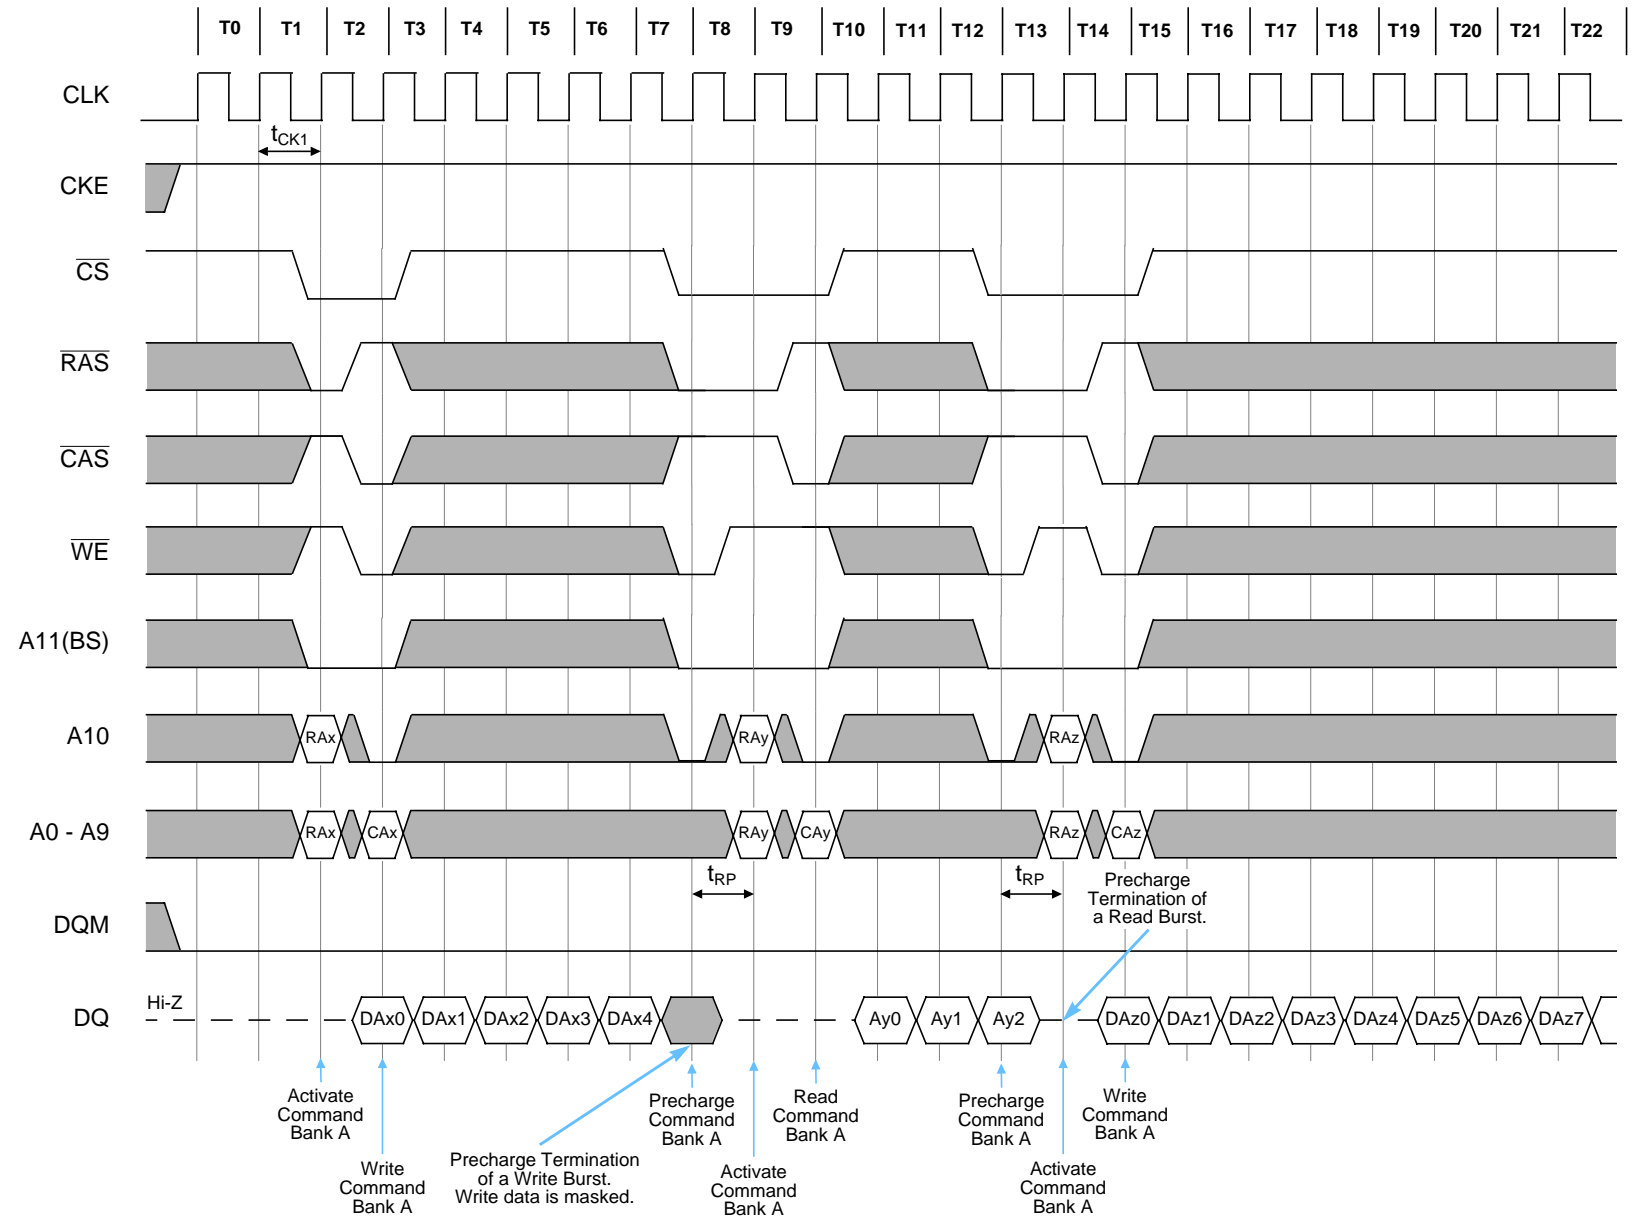 T0 T1 T2 T3 T4 T5 T6 T7 T8 T9 T10 T11 T12 T13 T14 T15 T16 T17 T18 T19 T20 T21 T22
CLK
tCK1
CKE
CS
RAS
CAS
WE
A11(BS)
A10 RAx RAy RAz
A0 - A9 RAx CAx RAy CAy RAz CAz
tRP tRP
Precharge
Termination of
a Read Burst.
DQM
Hi-Z
DQ DAx0 DAx1 DAx2 DAx3 DAx4 Ay0 Ay1 Ay2 DAz0 DAz1 DAz2 DAz3 DAz4 DAz5 DAz6 DAz7
Activate
Command
Bank A
Write
Command
Bank A
Precharge Termination
of a Write Burst.
Write data is masked.
Precharge
Command
Bank A
Activate
Command
Bank A
Read
Command
Bank A
Precharge
Command
Bank A
Activate
Command
Bank A
Write
Command
Bank A